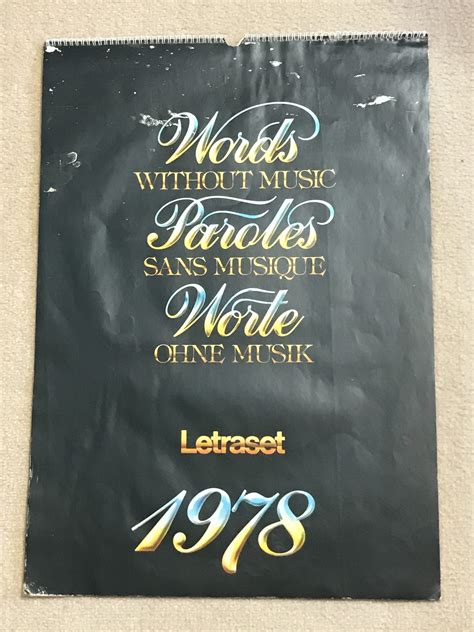 Words
WITHOUT MUSIC
Paroles
SANS MUSIQUE
Worte
OHNE MUSIK
Letraset
1978